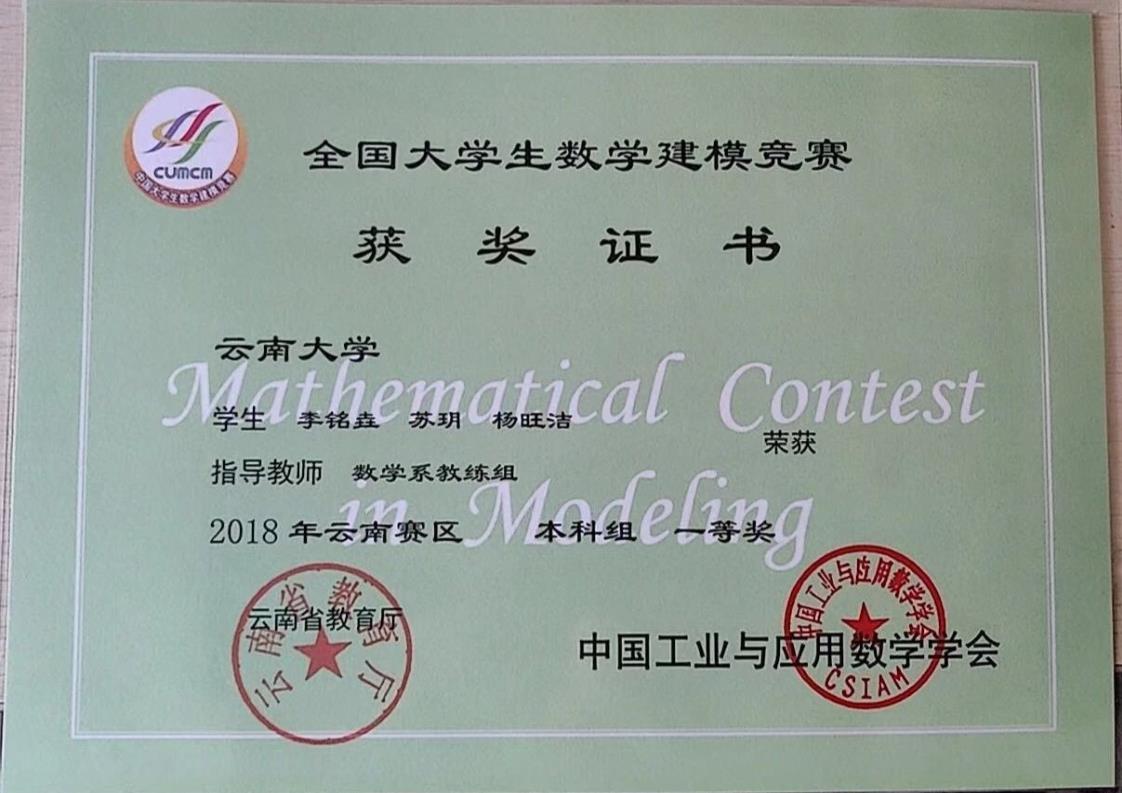 CUMCM
中国大学生数学建模竞赛
全国大学生数学建模竞赛
获奖证书
云南大学
Mathematical Contest
学生 李铭垚 苏玥 杨旺洁
荣获
指导教师 数学系教练组
in Modeling
2018 年云南赛区 本科组 一等奖
云南省教育厅
云南省教育厅
中国工业与应用数学学会
CSIAM
中国工业与应用数学学会